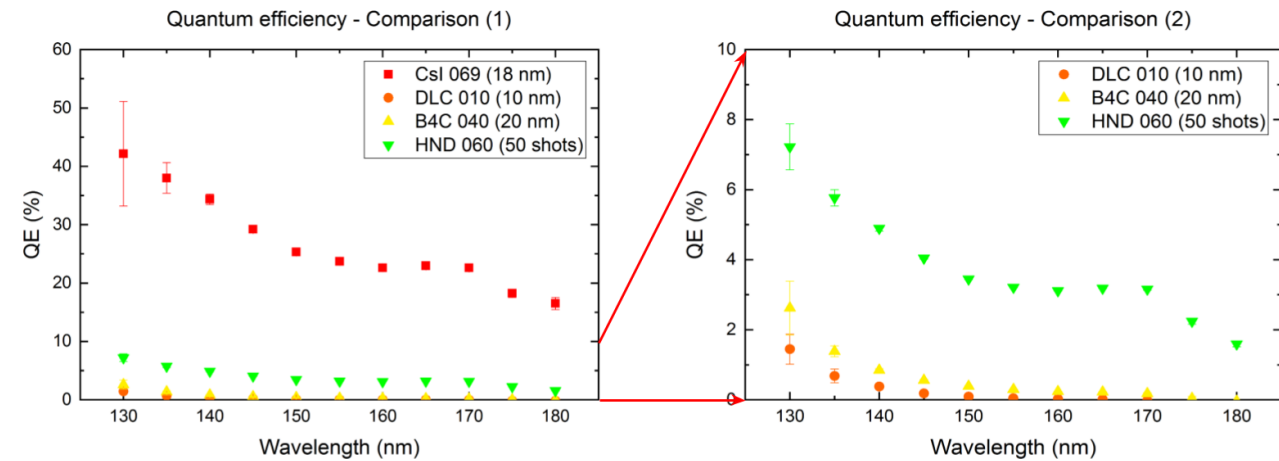 Quantum efficiency - Comparison (1)
60
50
40
30
20
10
0
QE (%)
CsI 069 (18 nm)
DLC 010 (10 nm)
B4C 040 (20 nm)
HND 060 (50 shots)
130 140 150 160 170 180
Wavelength (nm)
Quantum efficiency - Comparison (2)
10
8
6
4
2
0
QE (%)
DLC 010 (10 nm)
B4C 040 (20 nm)
HND 060 (50 shots)
130 140 150 160 170 180
Wavelength (nm)